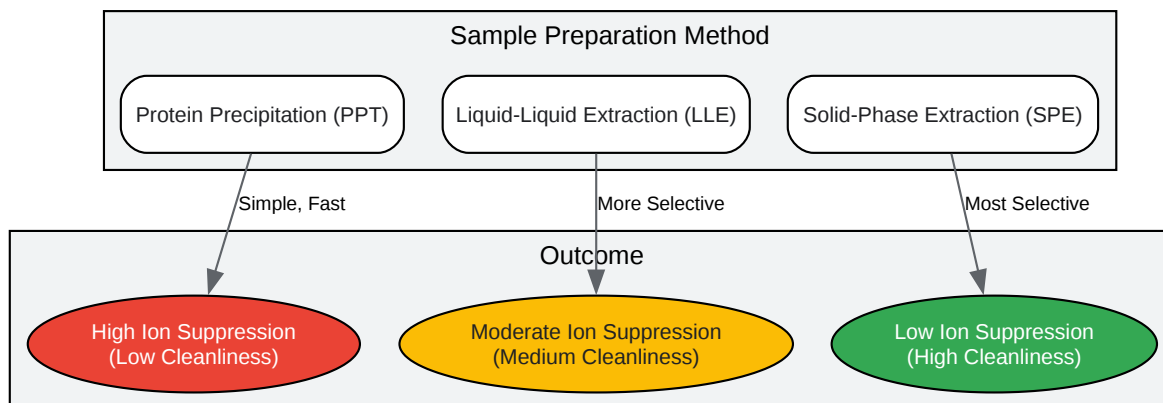 Sample Preparation Method
Protein Precipitation (PPT)
Liquid-Liquid Extraction (LLE)
Solid-Phase Extraction (SPE)
Simple, Fast
More Selective
Most Selective
Outcome
High Ion Suppression
(Low Cleanliness)
Moderate Ion Suppression
(Medium Cleanliness)
Low Ion Suppression
(High Cleanliness)